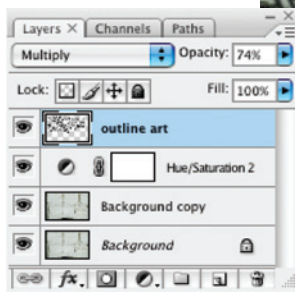 Layers × Channels Paths
Multiply Opacity: 74%
Lock: Fill: 100%
outline art
Hue/Saturation 2
Background copy
Background
fx.